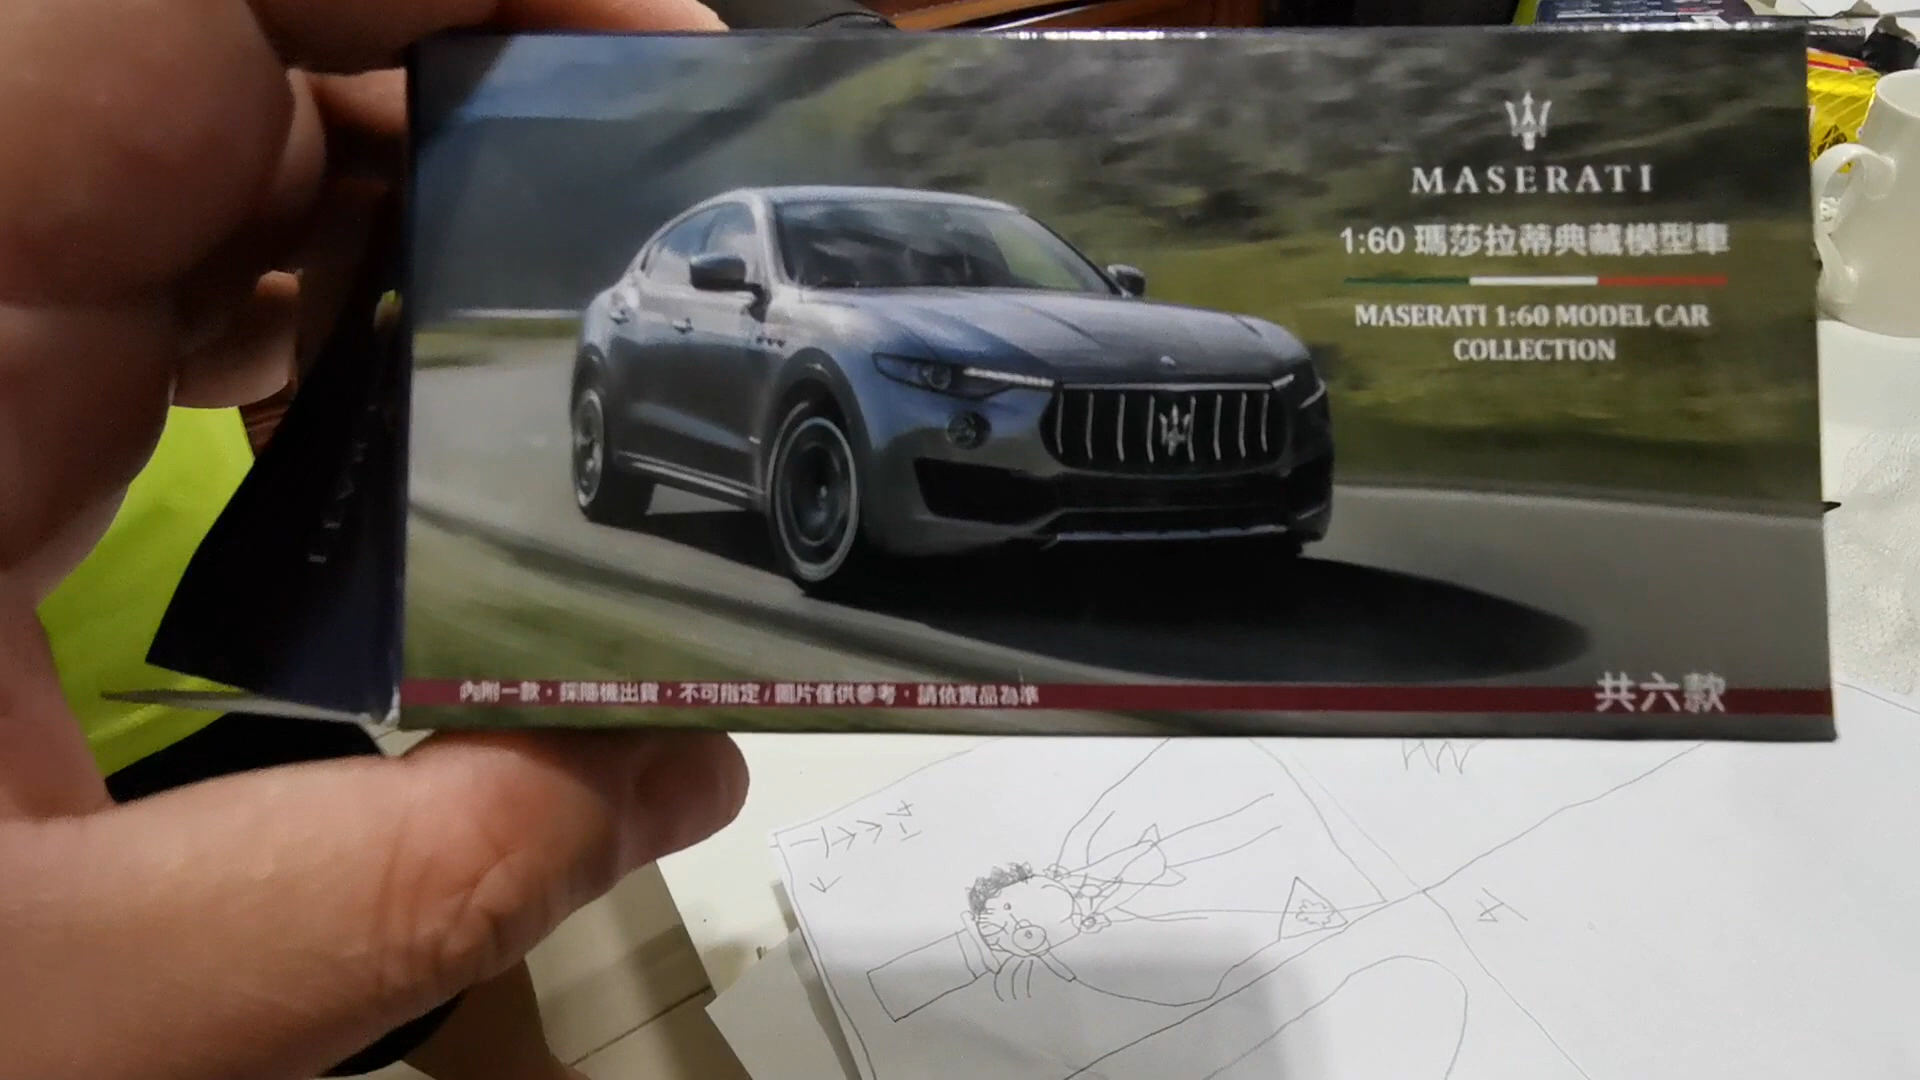 MASERATI
1:60 瑪莎拉蒂典藏模型車
MASERATI 1:60 MODEL CAR
COLLECTION
共六款
內附一款，採隨機出貨，不可指定 / 圖片僅供參考，請依實品為準